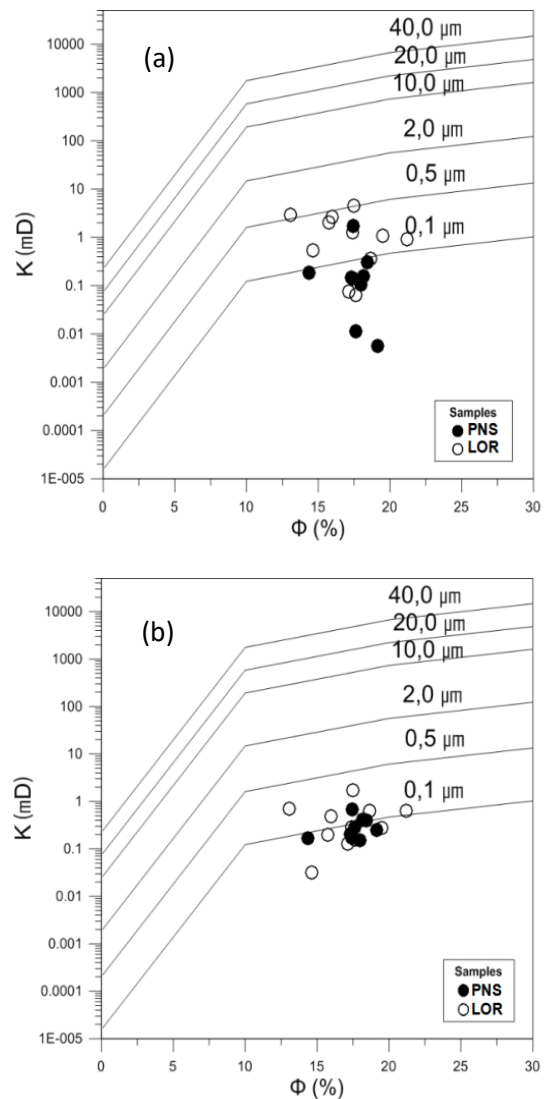 (a)
40,0 µm
20,0 µm
10,0 µm
2,0 µm
0,5 µm
0,1 µm
K (mD)
10000
1000
100
10
1
0.1
0.01
0.001
0.0001
1E-005
0 5 10 15 20 25 30
Φ (%)
Samples
PNS
LOR
(b)
40,0 µm
20,0 µm
10,0 µm
2,0 µm
0,5 µm
0,1 µm
K (mD)
10000
1000
100
10
1
0.1
0.01
0.001
0.0001
1E-005
0 5 10 15 20 25 30
Φ (%)
Samples
PNS
LOR